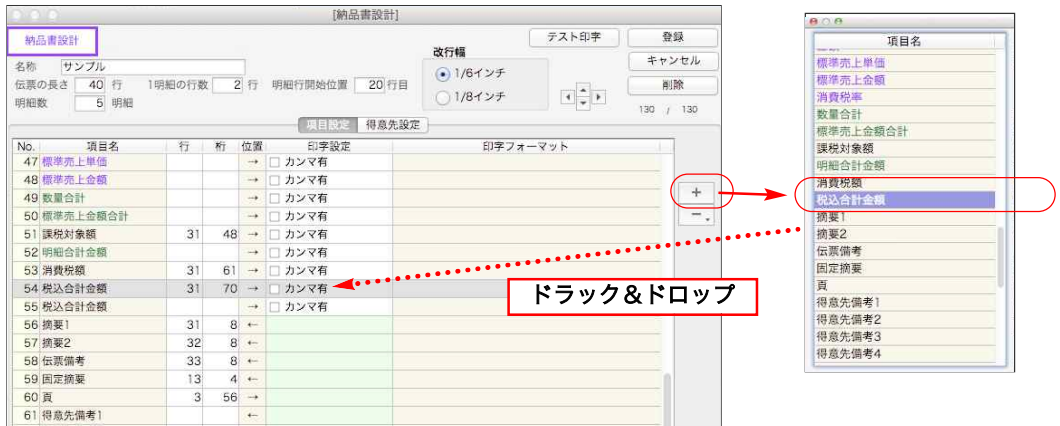 [納品書設計]
納品書設計
テスト印字
登録
キャンセル
削除
名称 サンプル
伝票の長さ 40 行 1明細の行数 2 行 明細行開始位置 20 行目
明細数 5 明細
改行幅
1/6インチ
1/8インチ
130 / 130
項目設定 得意先設定
No. 項目名 行 桁 位置 印字設定 印字フォーマット
47 標準売上単価 → カンマ有
48 標準売上金額 → カンマ有
49 数量合計 → カンマ有
50 標準売上金額合計 → カンマ有
51 課税対象額 31 48 → カンマ有
52 明細合計金額 → カンマ有
53 消費税額 31 61 → カンマ有
54 税込合計金額 31 70 → カンマ有
55 税込合計金額 → カンマ有
56 摘要1 31 8 ←
57 摘要2 32 8 ←
58 伝票備考 33 8 ←
59 固定摘要 13 4 ←
60 頁 3 56 →
61 得意先備考1 ←
+
−
ドラック＆ドロップ
項目名
標準売上単価
標準売上金額
消費税率
数量合計
標準売上金額合計
課税対象額
明細合計金額
消費税額
税込合計金額
摘要1
摘要2
伝票備考
固定摘要
頁
得意先備考1
得意先備考2
得意先備考3
得意先備考4